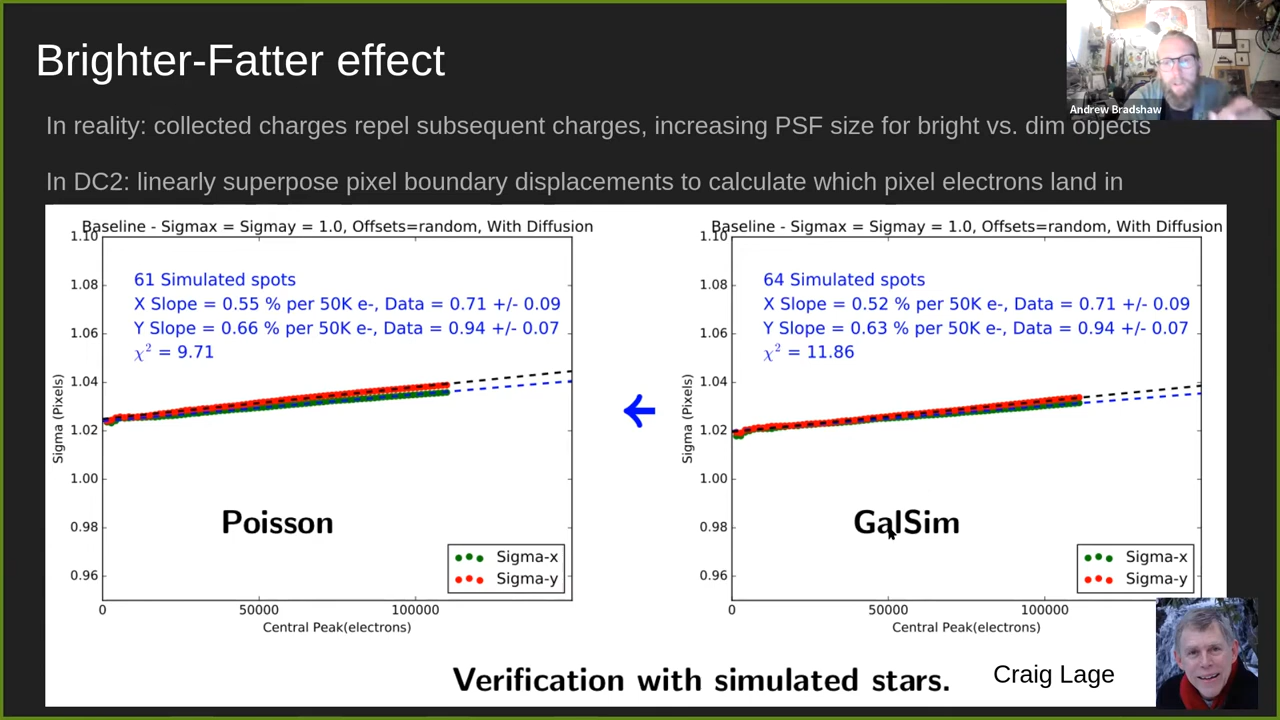 Brighter-Fatter effect
Andrew Bradshaw
In reality: collected charges repel subsequent charges, increasing PSF size for bright vs. dim objects
In DC2: linearly superpose pixel boundary displacements to calculate which pixel electrons land in
Baseline - Sigmax = Sigmay = 1.0, Offsets=random, With Diffusion
1.10
1.08
1.06
1.04
1.02
1.00
0.98
0.96
Sigma (Pixels)
61 Simulated spots
X Slope = 0.55 % per 50K e-, Data = 0.71 +/- 0.09
Y Slope = 0.66 % per 50K e-, Data = 0.94 +/- 0.07
χ² = 9.71
Poisson
Sigma-x
Sigma-y
0 50000 100000
Central Peak(electrons)
←
Baseline - Sigmax = Sigmay = 1.0, Offsets=random, With Diffusion
1.10
1.08
1.06
1.04
1.02
1.00
0.98
0.96
Sigma (Pixels)
64 Simulated spots
X Slope = 0.52 % per 50K e-, Data = 0.71 +/- 0.09
Y Slope = 0.63 % per 50K e-, Data = 0.94 +/- 0.07
χ² = 11.86
GalSim
Sigma-x
Sigma-y
0 50000 100000
Central Peak(electrons)
Verification with simulated stars.
Craig Lage